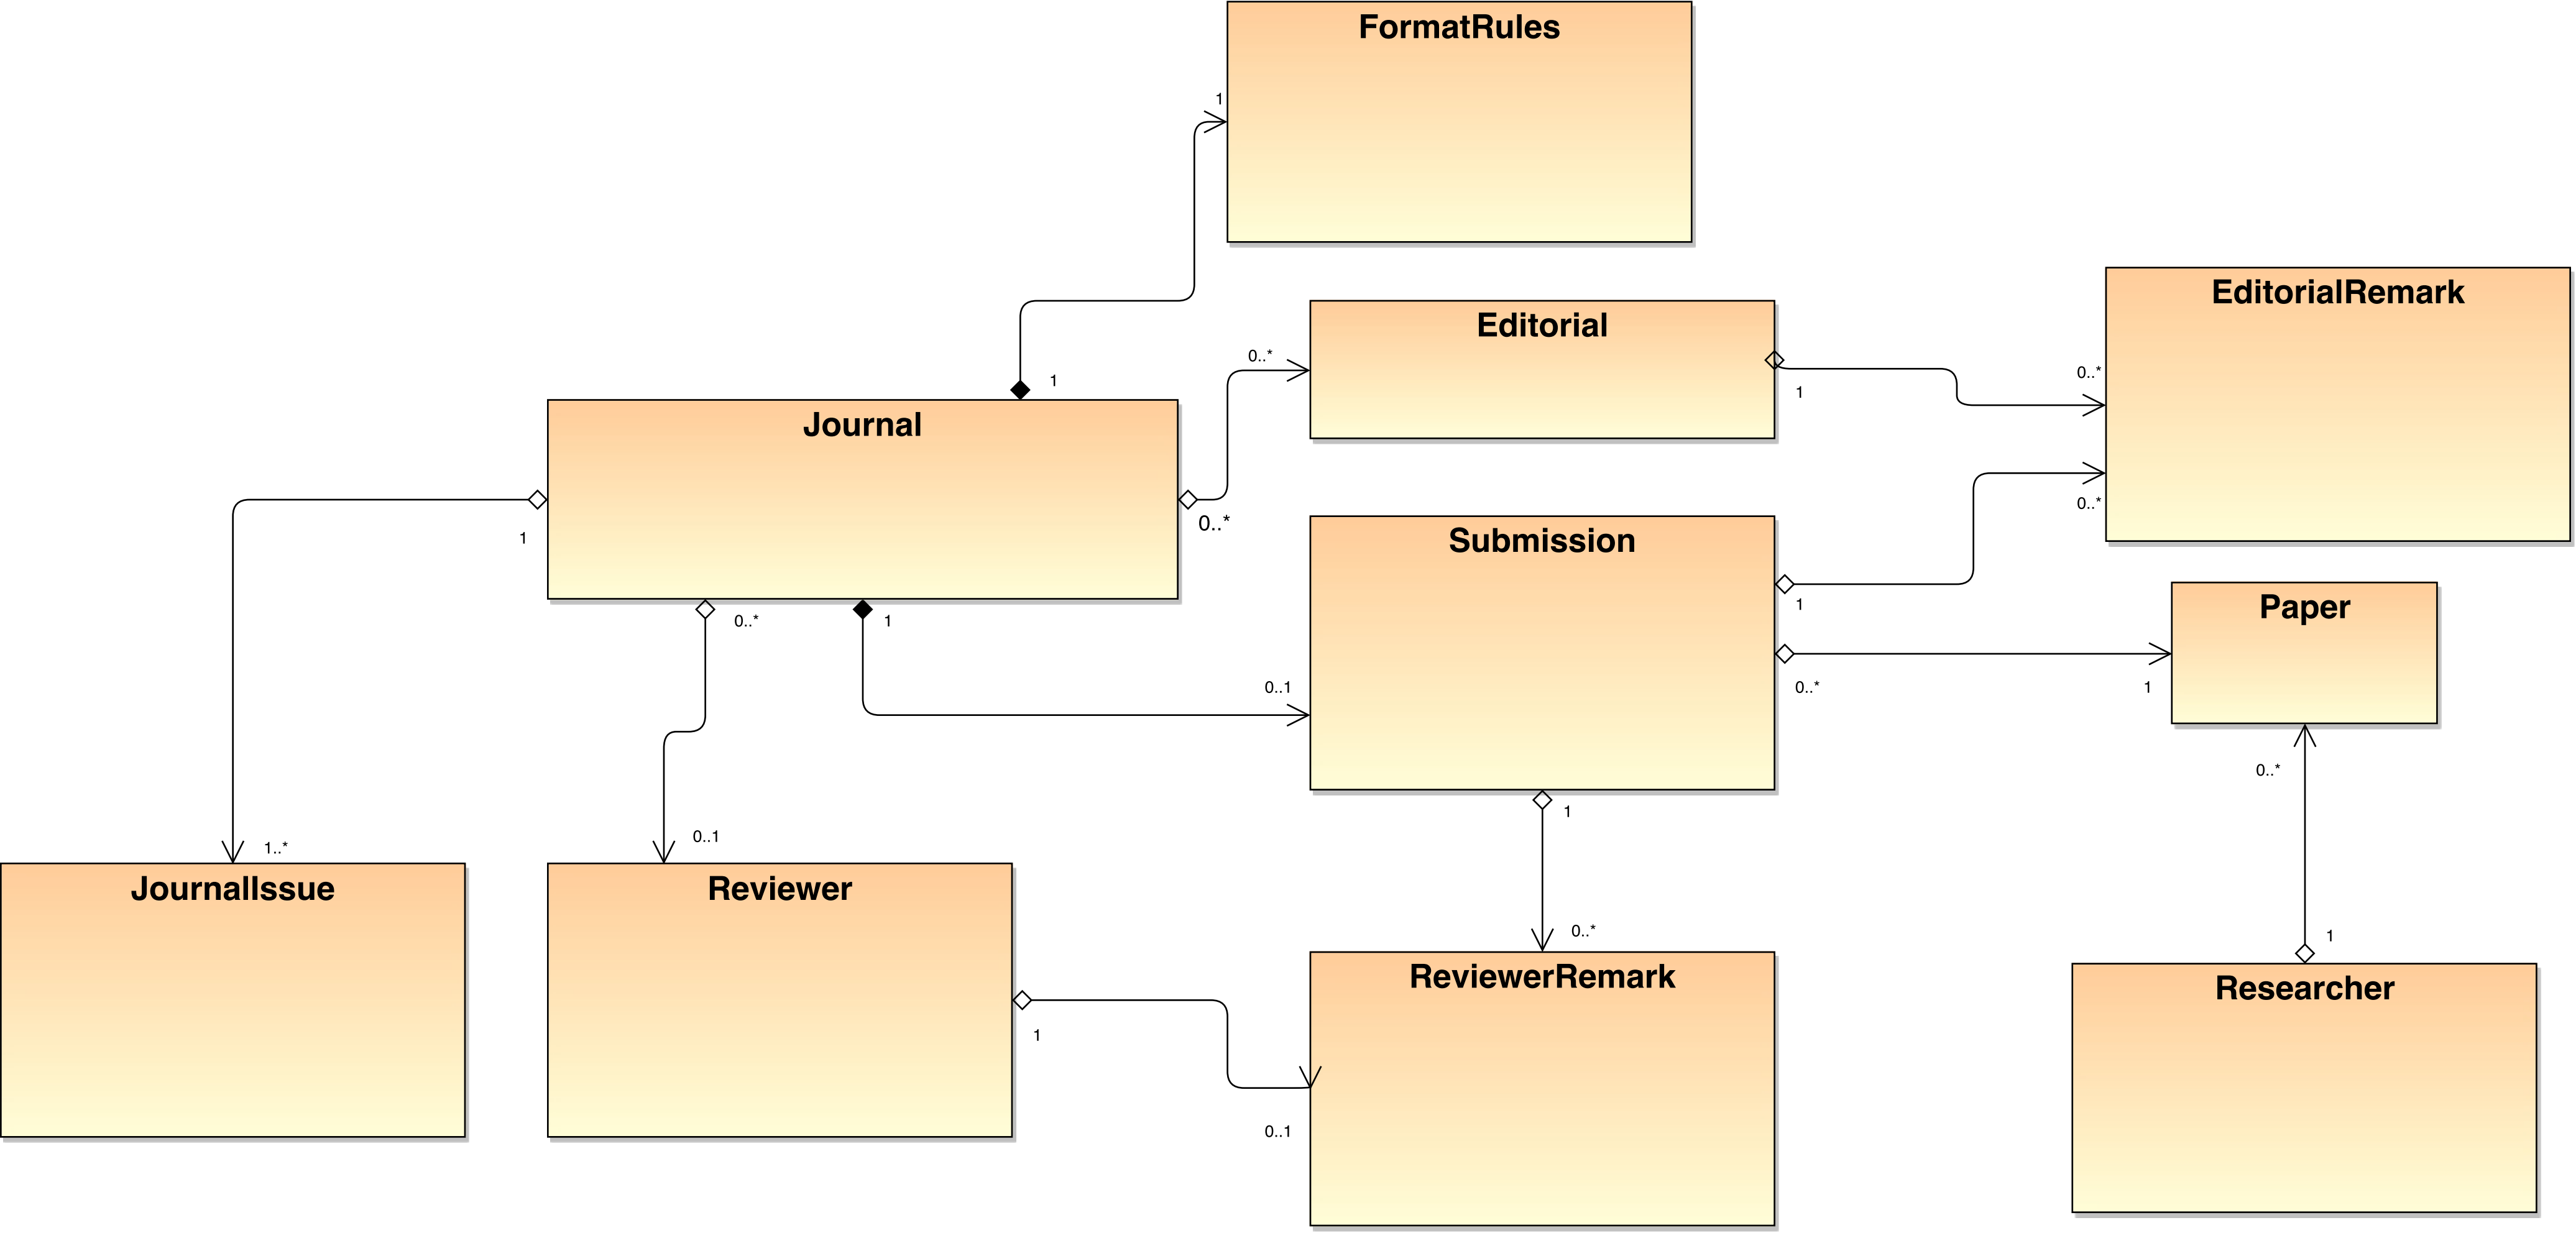 FormatRules
1
EditorialRemark
Editorial
0..*
0..*
1
1
Journal
0..*
0..*
0..*
1
Submission
1
Paper
0..*
1
0..1
0..*
1
1
0..*
0..1
1..*
1
0..*
1
JournalIssue
Reviewer
ReviewerRemark
Researcher
1
0..1